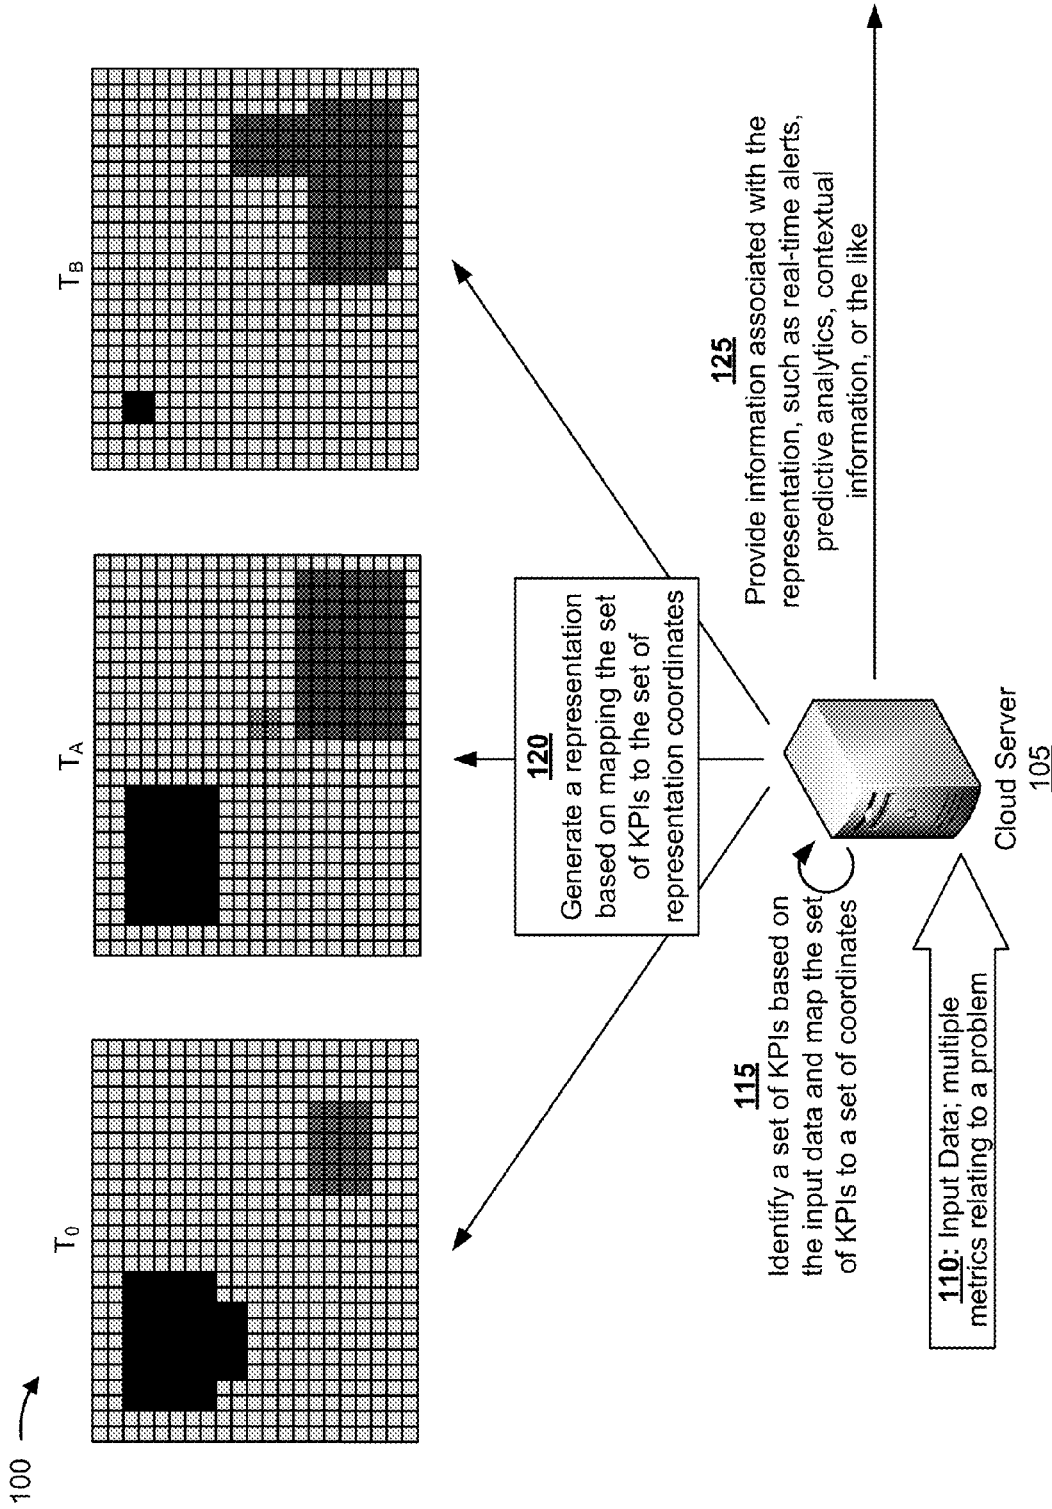 100
T0
TA
TB
120
Generate a representation
based on mapping the set
of KPIs to the set of
representation coordinates
115
Identify a set of KPIs based on
the input data and map the set
of KPIs to a set of coordinates
125
Provide information associated with the
representation, such as real-time alerts,
predictive analytics, contextual
information, or the like
110: Input Data; multiple
metrics relating to a problem
Cloud Server
105